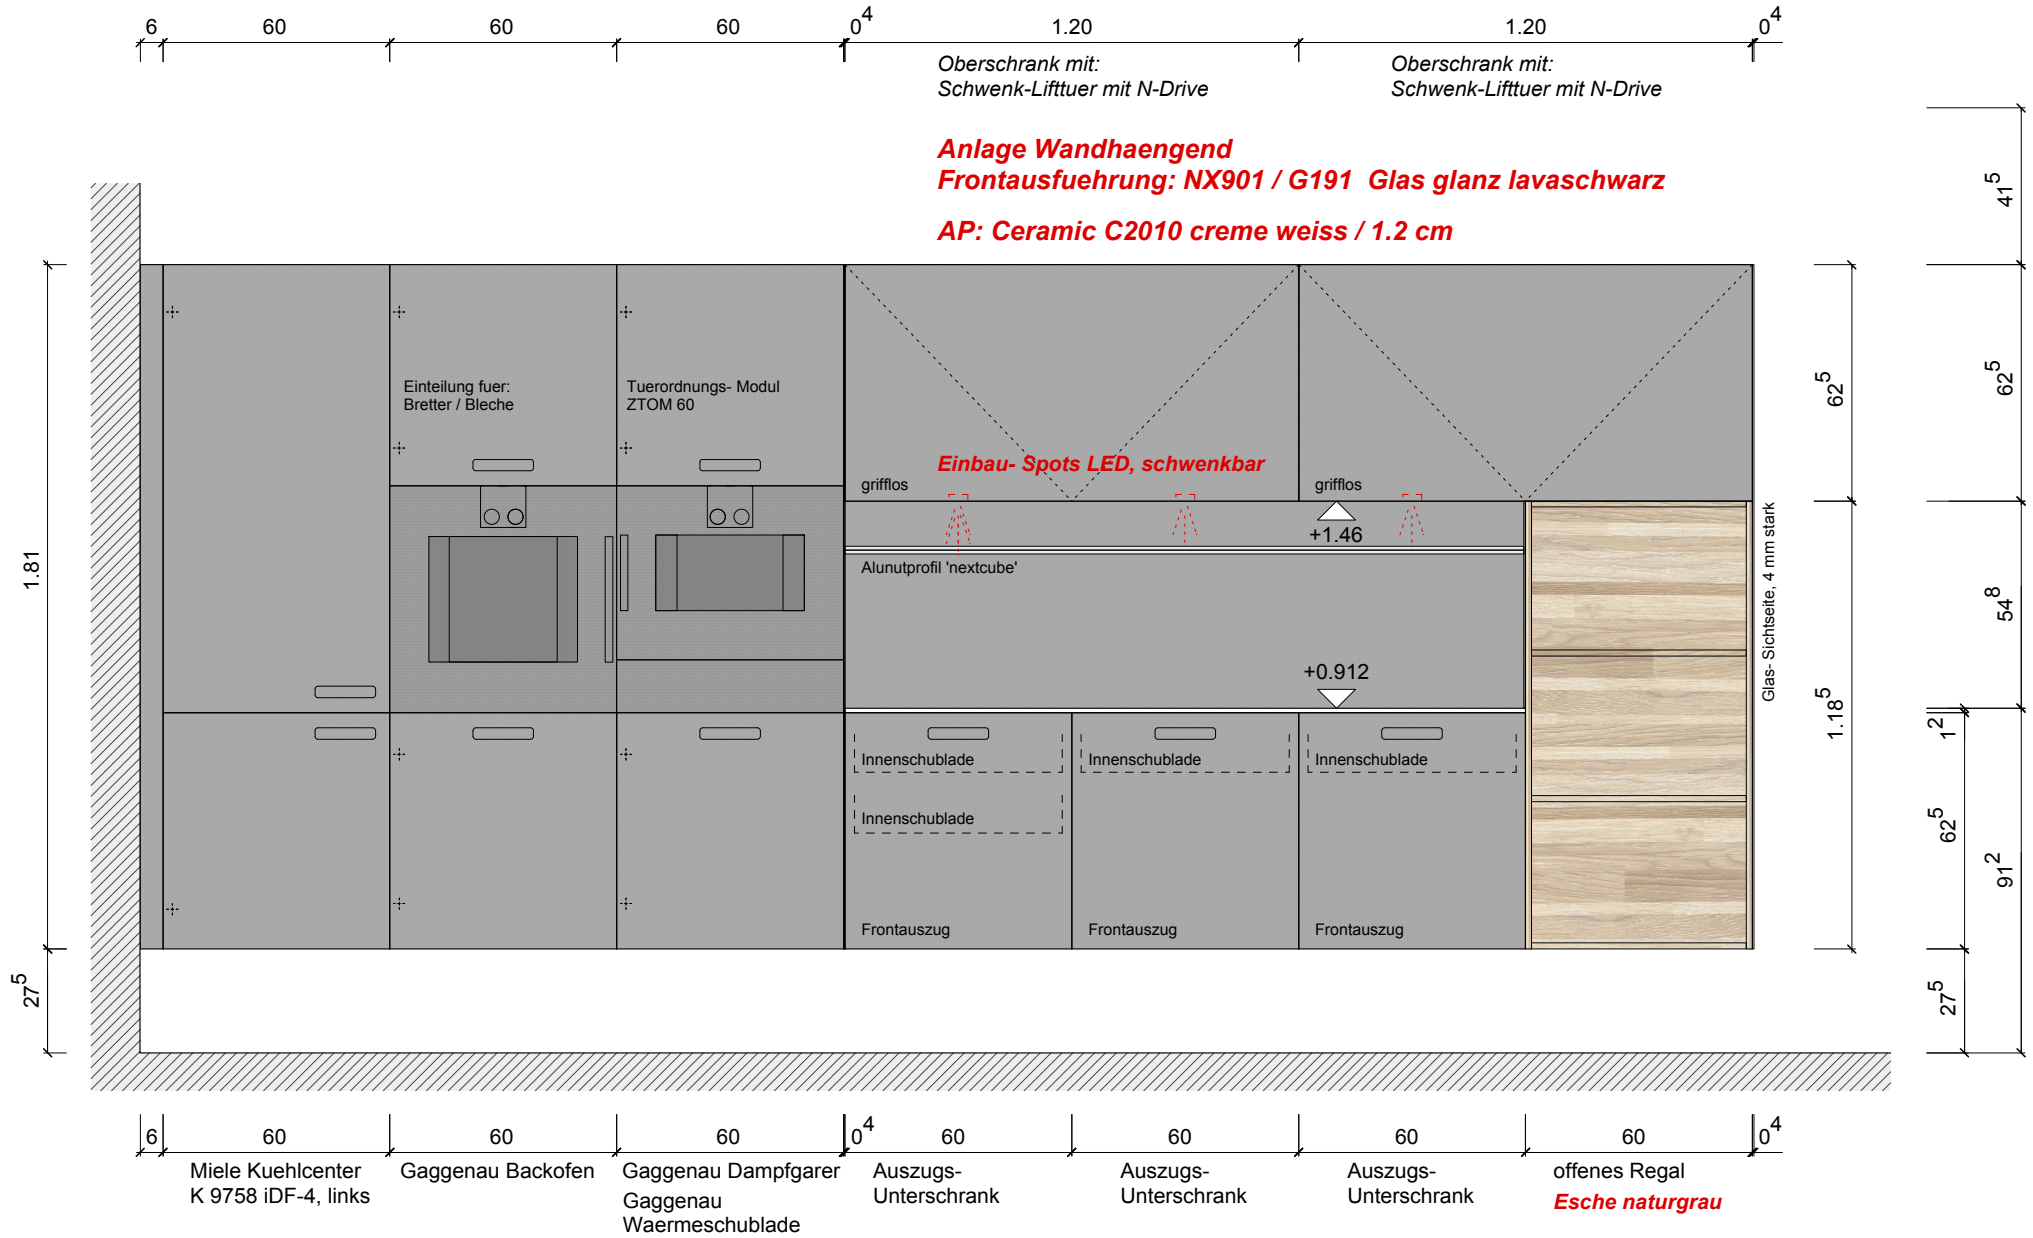 6 60 60 60 0⁴ 1.20 1.20 0⁴
Oberschrank mit:
Schwenk-Lifttuer mit N-Drive
Oberschrank mit:
Schwenk-Lifttuer mit N-Drive
Anlage Wandhaengend
Frontausfuehrung: NX901 / G191 Glas glanz lavaschwarz
AP: Ceramic C2010 creme weiss / 1.2 cm
41⁵
Einteilung fuer:
Bretter / Bleche
Tuerordnungs- Modul
ZTOM 60
62⁵
62⁵
Einbau- Spots LED, schwenkbar
grifflos
grifflos
+1.46
Alunutprofil 'nextcube'
1.81
Glas- Sichtseite, 4 mm stark
54⁸
+0.912
1.18⁵
1²
Innenschublade
Innenschublade
Innenschublade
Innenschublade
62⁵
91²
Frontauszug
Frontauszug
Frontauszug
27⁵
27⁵
6 60 60 60 0⁴ 60 60 60 60 0⁴
Miele Kuehlcenter
K 9758 iDF-4, links
Gaggenau Backofen
Gaggenau Dampfgarer
Gaggenau
Waermeschublade
Auszugs-
Unterschrank
Auszugs-
Unterschrank
Auszugs-
Unterschrank
offenes Regal
Esche naturgrau